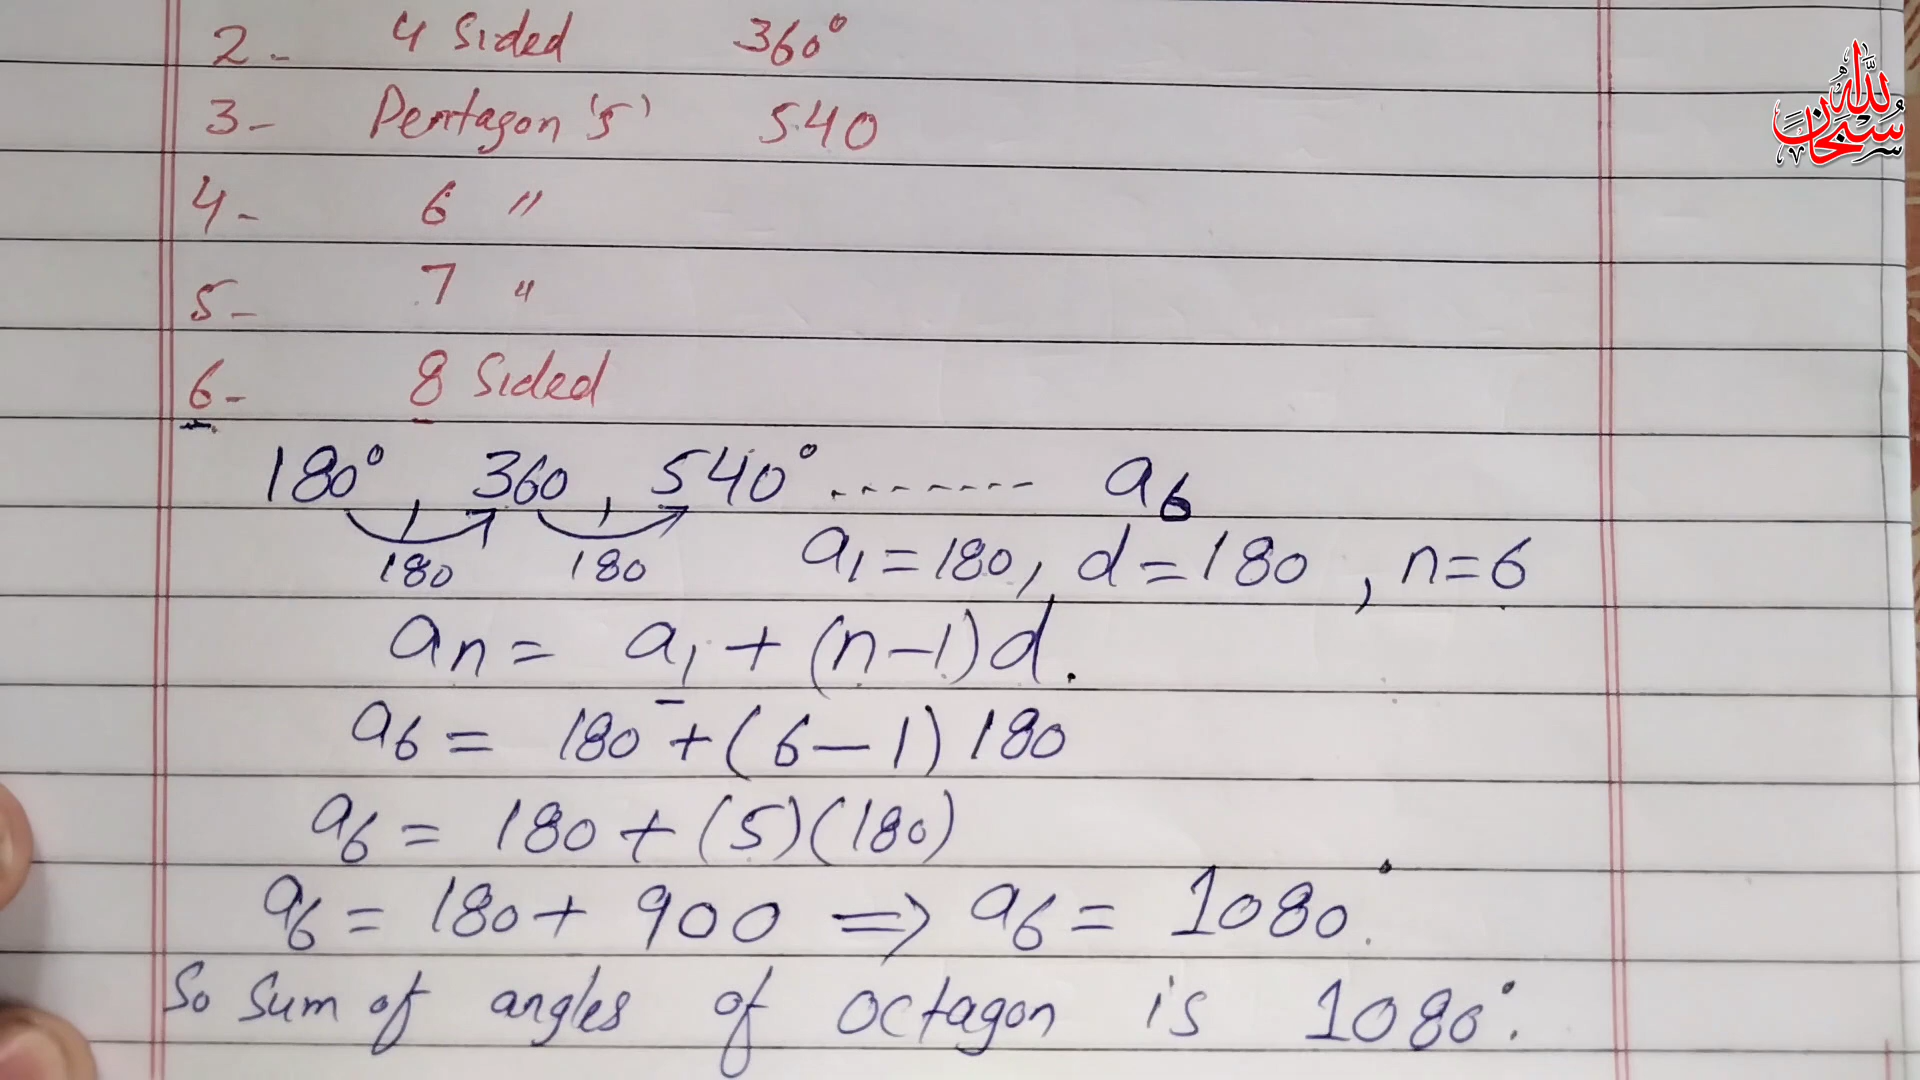 2- 4 Sided 360°
3- Pentagon '5' 540
4- 6 "
5- 7 "
6- 8 Sided
180°, 360, 540° ........ a₆
180 180 a₁ = 180, d = 180, n = 6
aₙ = a₁ + (n-1)d.
a₆ = 180 + (6-1) 180
a₆ = 180 + (5)(180)
a₆ = 180 + 900 ⇒ a₆ = 1080°.
So Sum of angles of octagon is 1080°.
سبحان الله